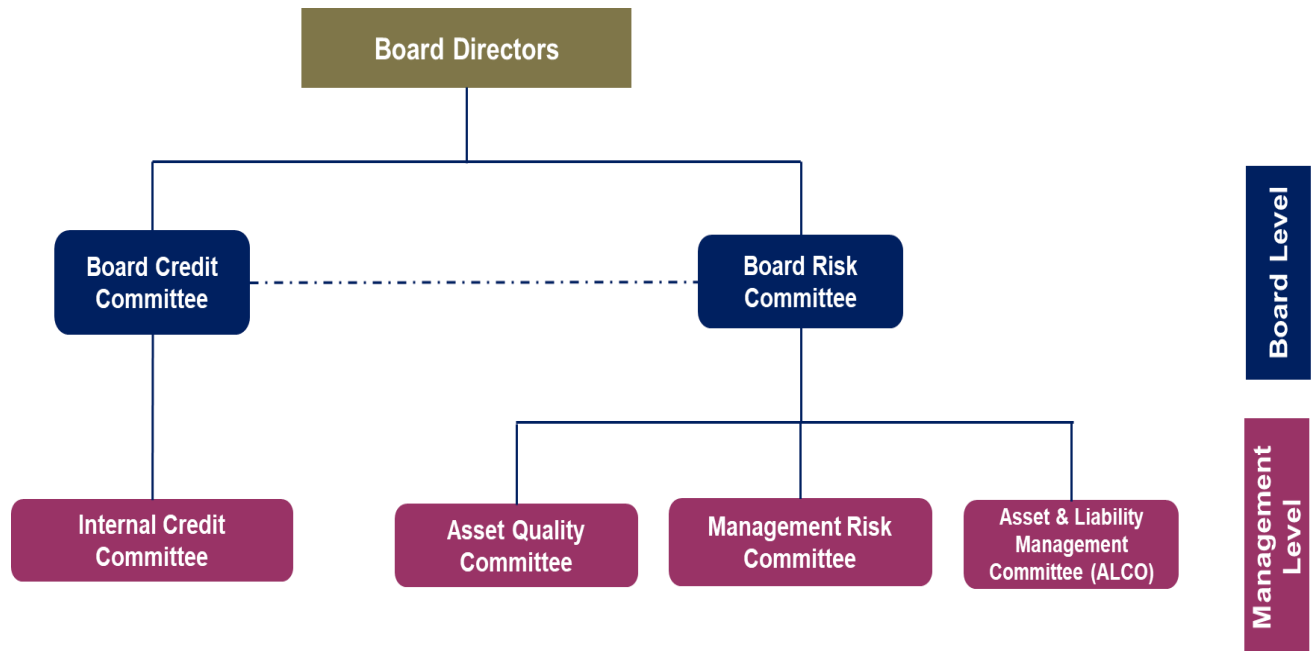 Board Directors
Board Credit
Committee
Board Risk
Committee
Board Level
Internal Credit
Committee
Asset Quality
Committee
Management Risk
Committee
Asset & Liability
Management
Committee (ALCO)
Management
Level